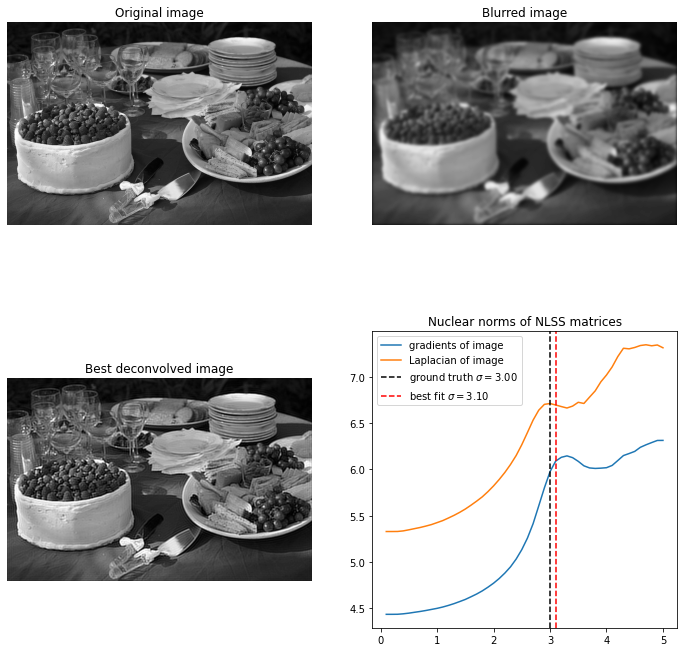 Original image
Blurred image
Best deconvolved image
Nuclear norms of NLSS matrices
gradients of image
Laplacian of image
ground truth σ = 3.00
best fit σ = 3.10
7.0
6.5
6.0
5.5
5.0
4.5
0 1 2 3 4 5